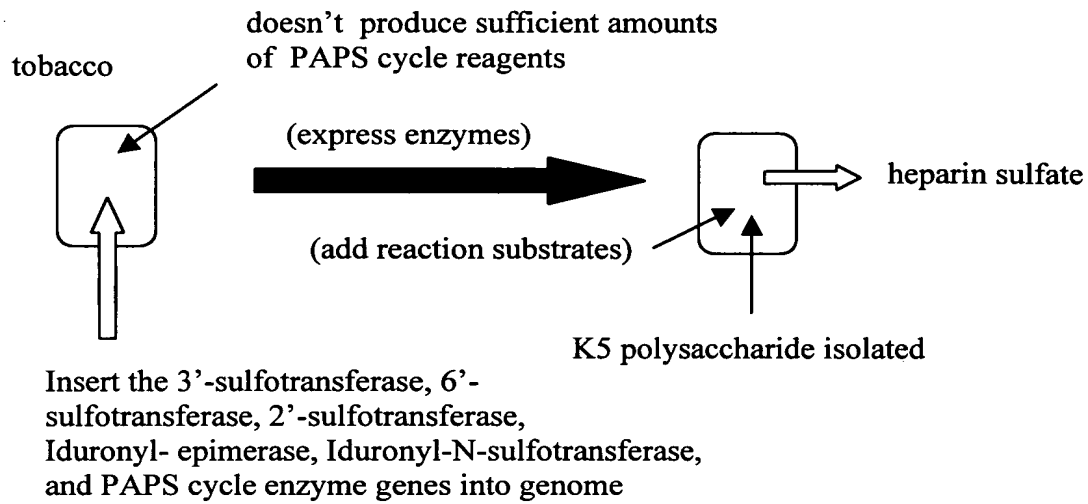 doesn't produce sufficient amounts
of PAPS cycle reagents
tobacco
(express enzymes)
heparin sulfate
(add reaction substrates)
K5 polysaccharide isolated
Insert the 3'-sulfotransferase, 6'-
sulfotransferase, 2'-sulfotransferase,
Iduronyl- epimerase, Iduronyl-N-sulfotransferase,
and PAPS cycle enzyme genes into genome